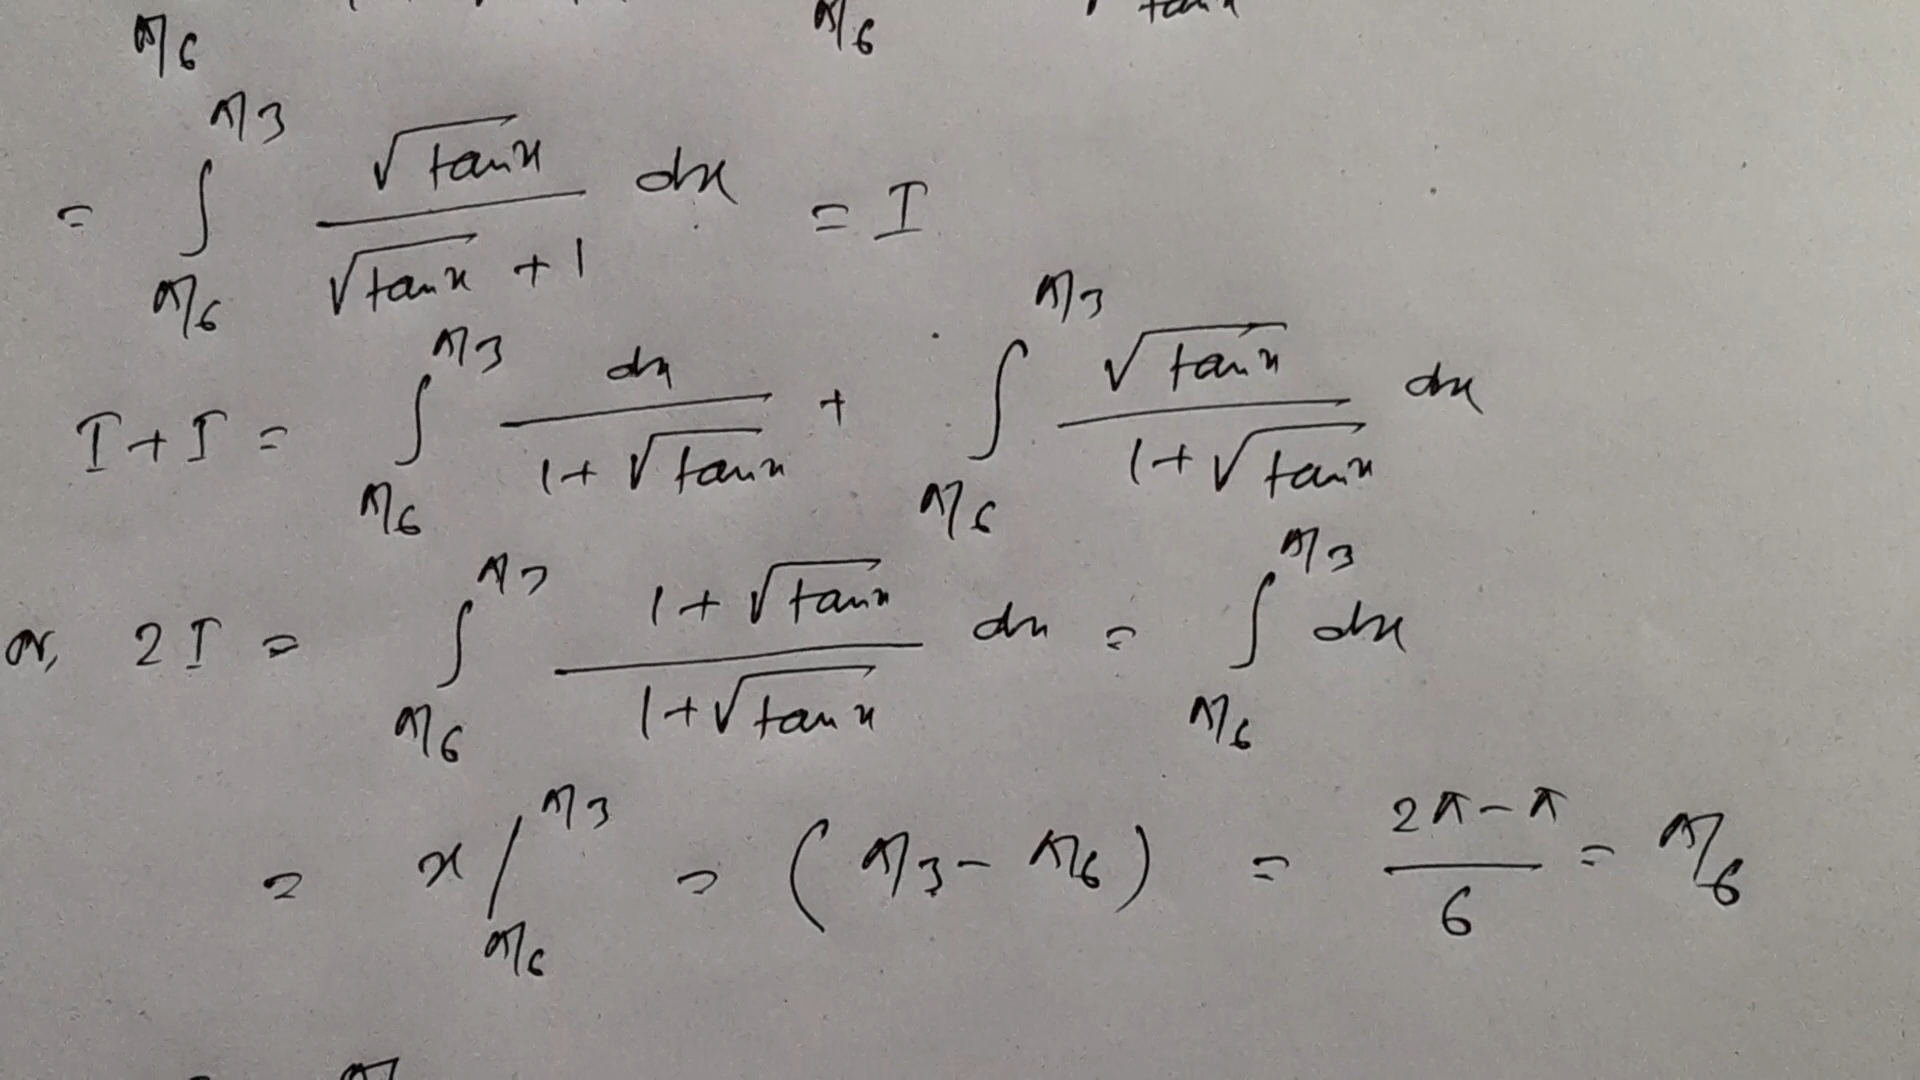 π/6 π/6 √tanx
= ∫_{π/6}^{π/3} √tanx / (√tanx + 1) dx = I
I + I = ∫_{π/6}^{π/3} dx / (1+√tanx) + ∫_{π/6}^{π/3} √tanx / (1+√tanx) dx
or, 2I = ∫_{π/6}^{π/3} (1+√tanx) / (1+√tanx) dx = ∫_{π/6}^{π/3} dx
= x/_{π/6}^{π/3} = (π/3 - π/6) = (2π-π)/6 = π/6